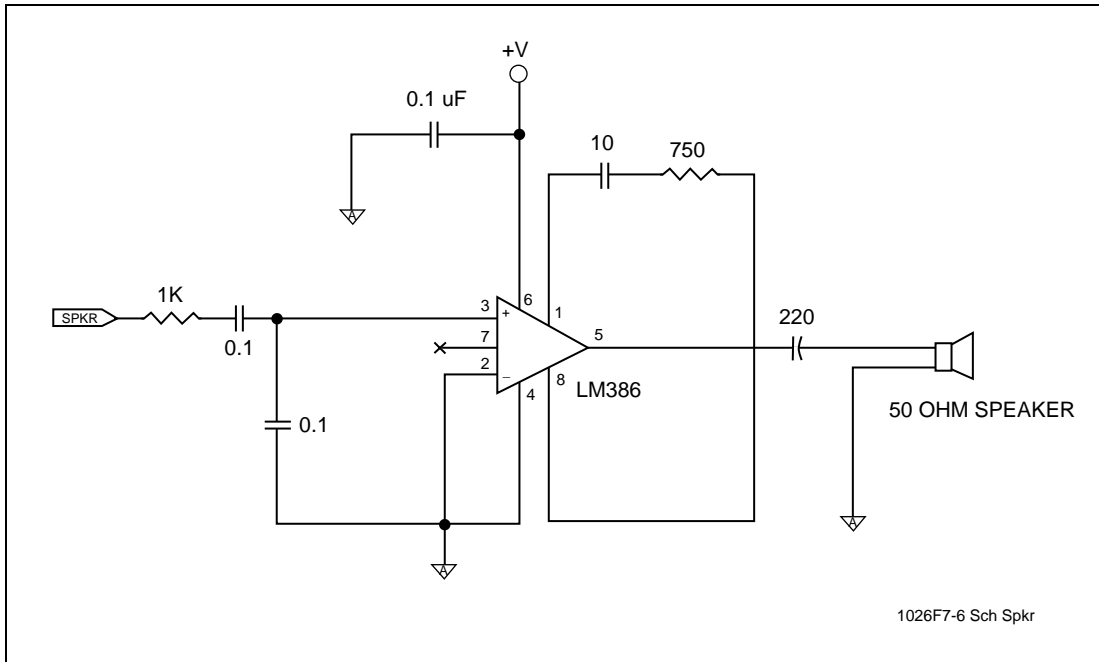 +V
0.1 uF
10
750
1K
SPKR
0.1
3
+
6
1
7
2
−
4
8
5
LM386
220
0.1
50 OHM SPEAKER
A
A
A
1026F7-6 Sch Spkr